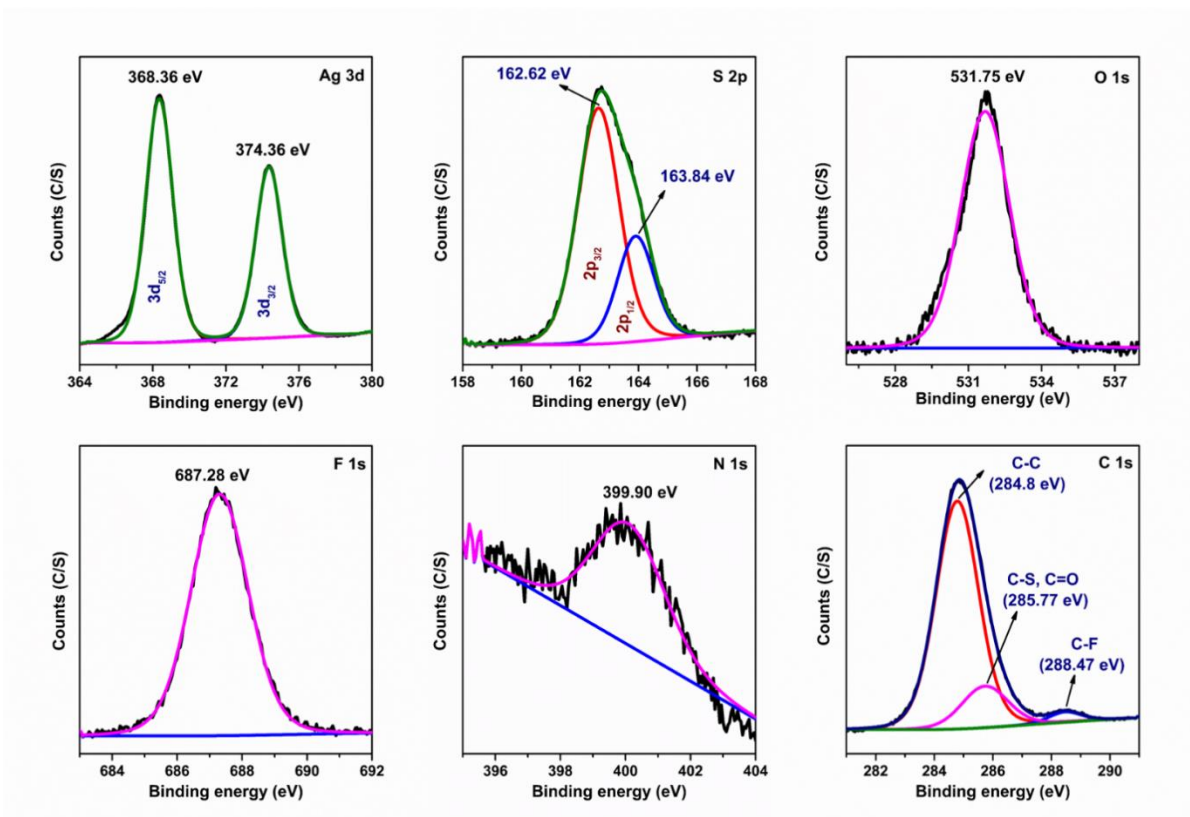 368.36 eV
Ag 3d
374.36 eV
3d5/2
3d3/2
Counts (C/S)
364 368 372 376 380
Binding energy (eV)
162.62 eV
S 2p
163.84 eV
2p3/2
2p1/2
Counts (C/S)
158 160 162 164 166 168
Binding energy (eV)
531.75 eV
O 1s
Counts (C/S)
528 531 534 537
Binding energy (eV)
F 1s
687.28 eV
Counts (C/S)
684 686 688 690 692
Binding energy (eV)
N 1s
399.90 eV
Counts (C/S)
396 398 400 402 404
Binding energy (eV)
C-C
(284.8 eV)
C 1s
C-S, C=O
(285.77 eV)
C-F
(288.47 eV)
Counts (C/S)
282 284 286 288 290
Binding energy (eV)